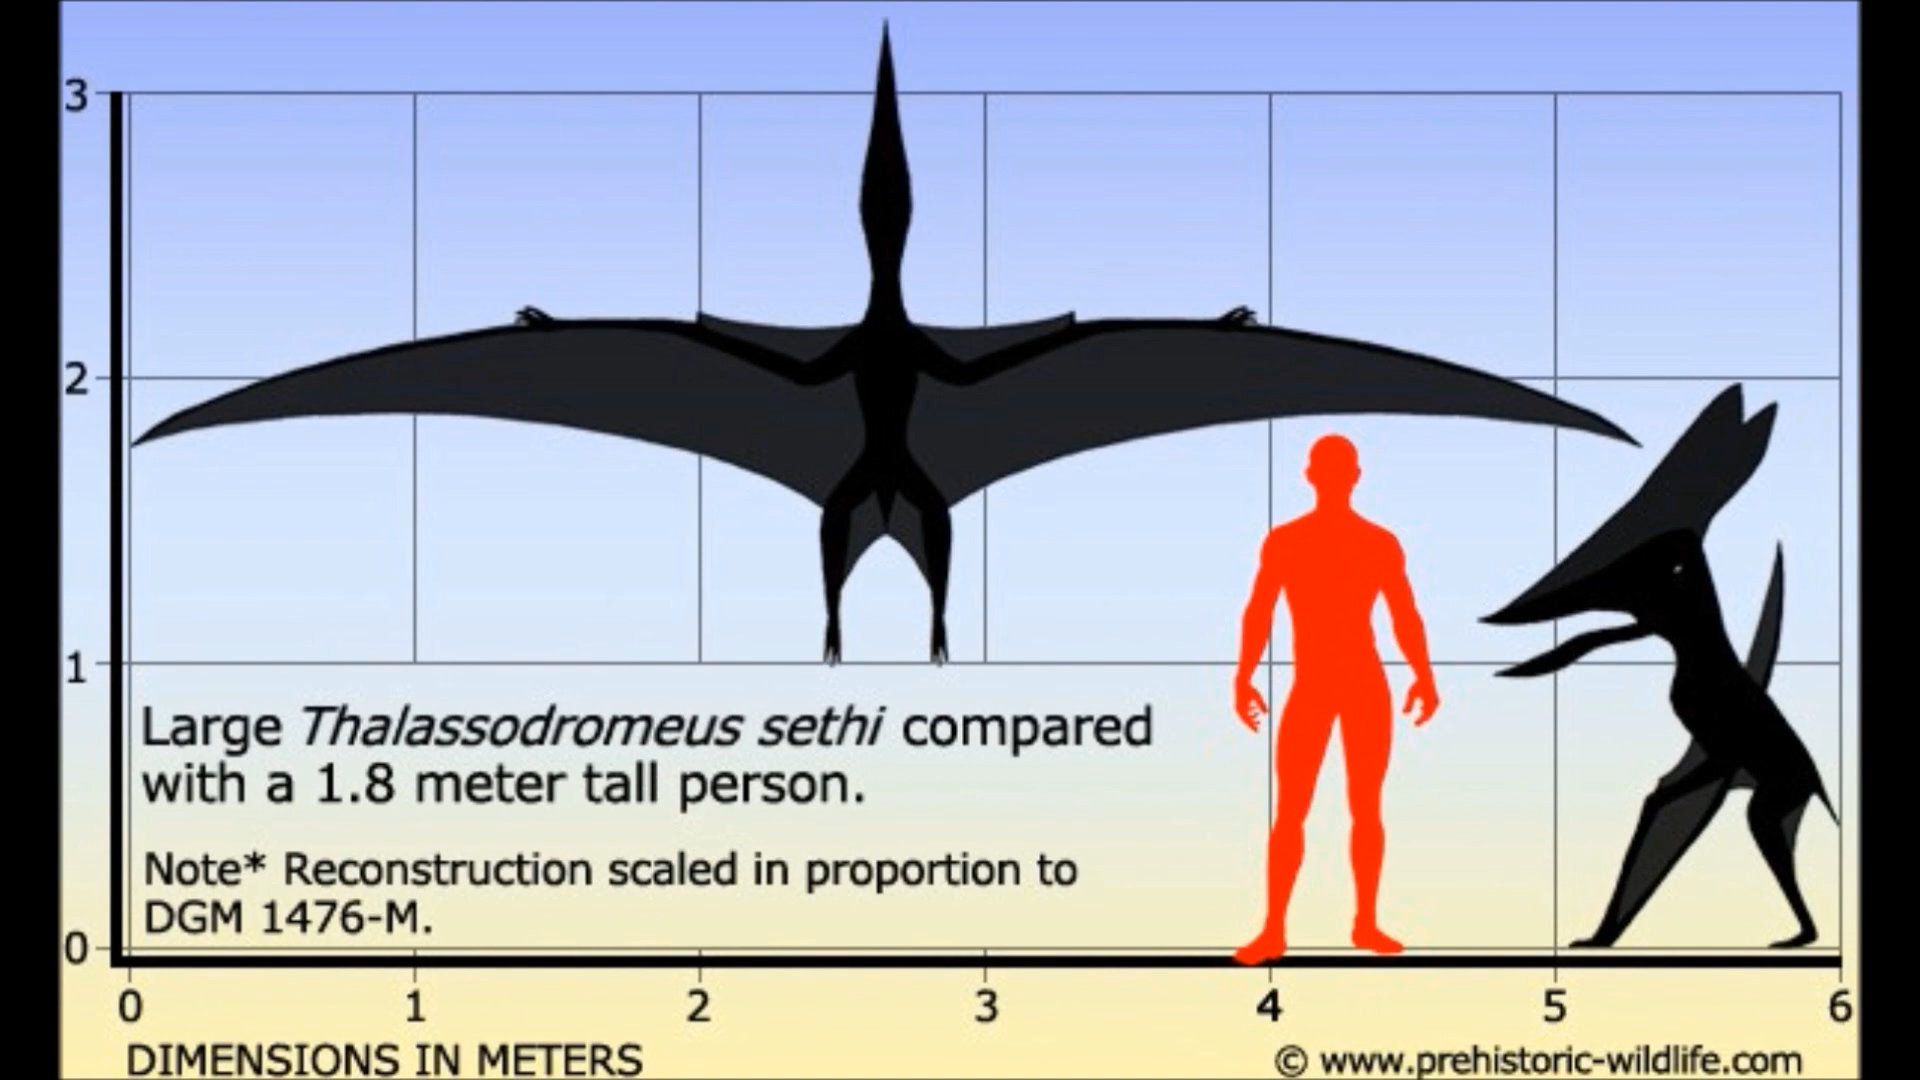 3
2
1
Large Thalassodromeus sethi compared
with a 1.8 meter tall person.
Note* Reconstruction scaled in proportion to
DGM 1476-M.
0
0 1 2 3 4 5 6
DIMENSIONS IN METERS
© www.prehistoric-wildlife.com